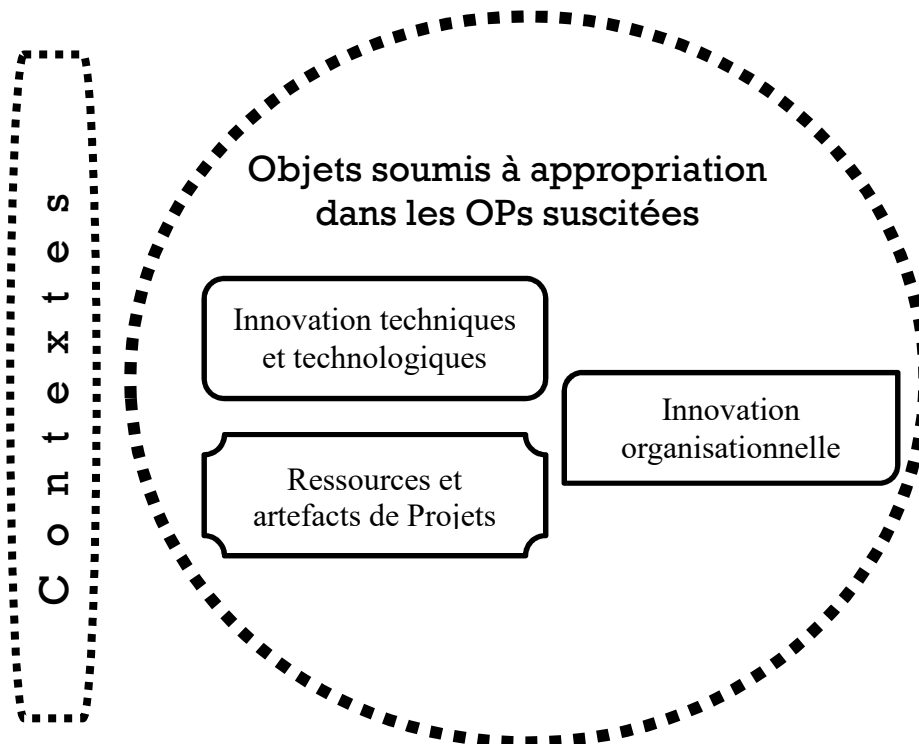 Contextes
Objets soumis à appropriation
dans les OPs suscitées
Innovation techniques
et technologiques
Innovation
organisationnelle
Ressources et
artefacts de Projets